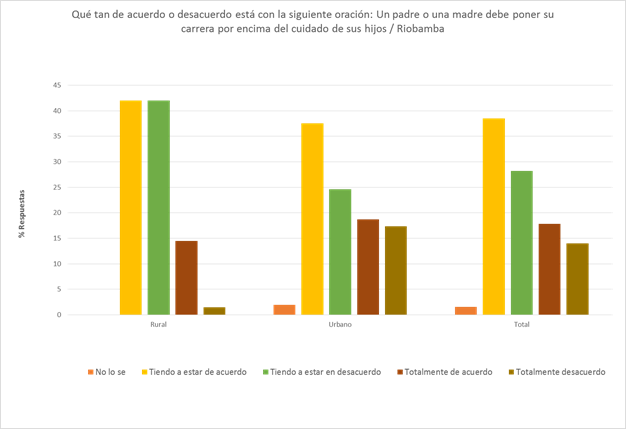 Qué tan de acuerdo o desacuerdo está con la siguiente oración: Un padre o una madre debe poner su
carrera por encima del cuidado de sus hijos / Riobamba
45
40
35
30
25
20
15
10
5
0
% Respuestas
Rural
Urbano
Total
No lo se
Tiendo a estar de acuerdo
Tiendo a estar en desacuerdo
Totalmente de acuerdo
Totalmente desacuerdo